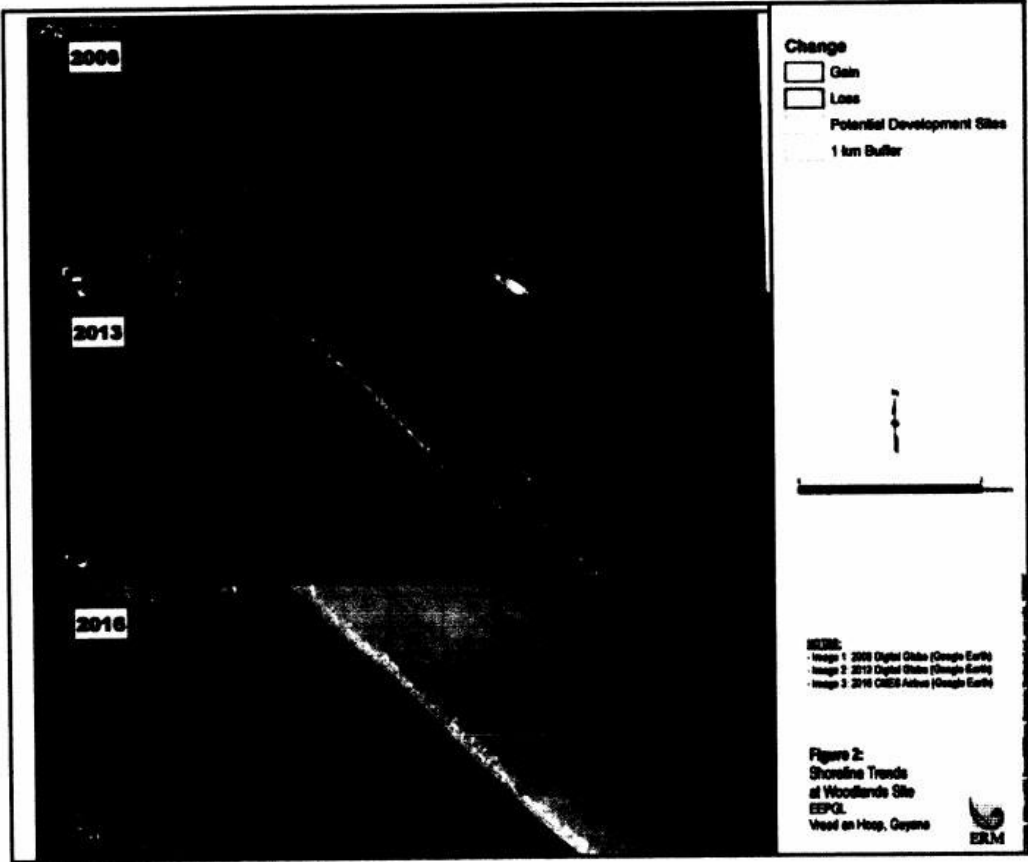 2006
2013
2016
Change
Gain
Loss
Potential Development Sites
1 km Buffer
N
NOTES:
- Image 1: 2006 Digital Globe (Google Earth)
- Image 2: 2013 Digital Globe (Google Earth)
- Image 3: 2016 CNES Airbus (Google Earth)
Figure 2:
Shoreline Trends
at Woodlands Site
EEPGL
Vreed en Hoop, Guyana
ERM